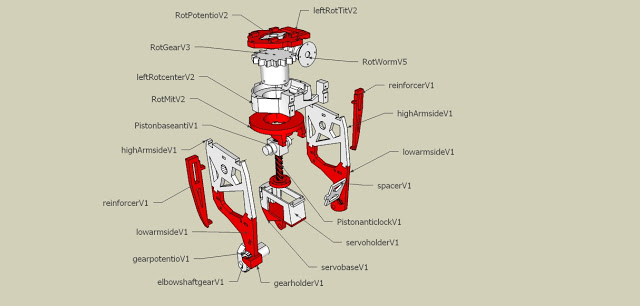 RotPotentioV2
leftRotTitV2
RotGearV3
RotWormV5
leftRotcenterV2
reinforcerV1
RotMitV2
highArmsideV1
PistonbaseantiV1
highArmsideV1
lowarmsideV1
reinforcerV1
spacerV1
PistonanticlockV1
lowarmsideV1
servoholderV1
gearpotentioV1
servobaseV1
elbowshaftgearV1
gearholderV1